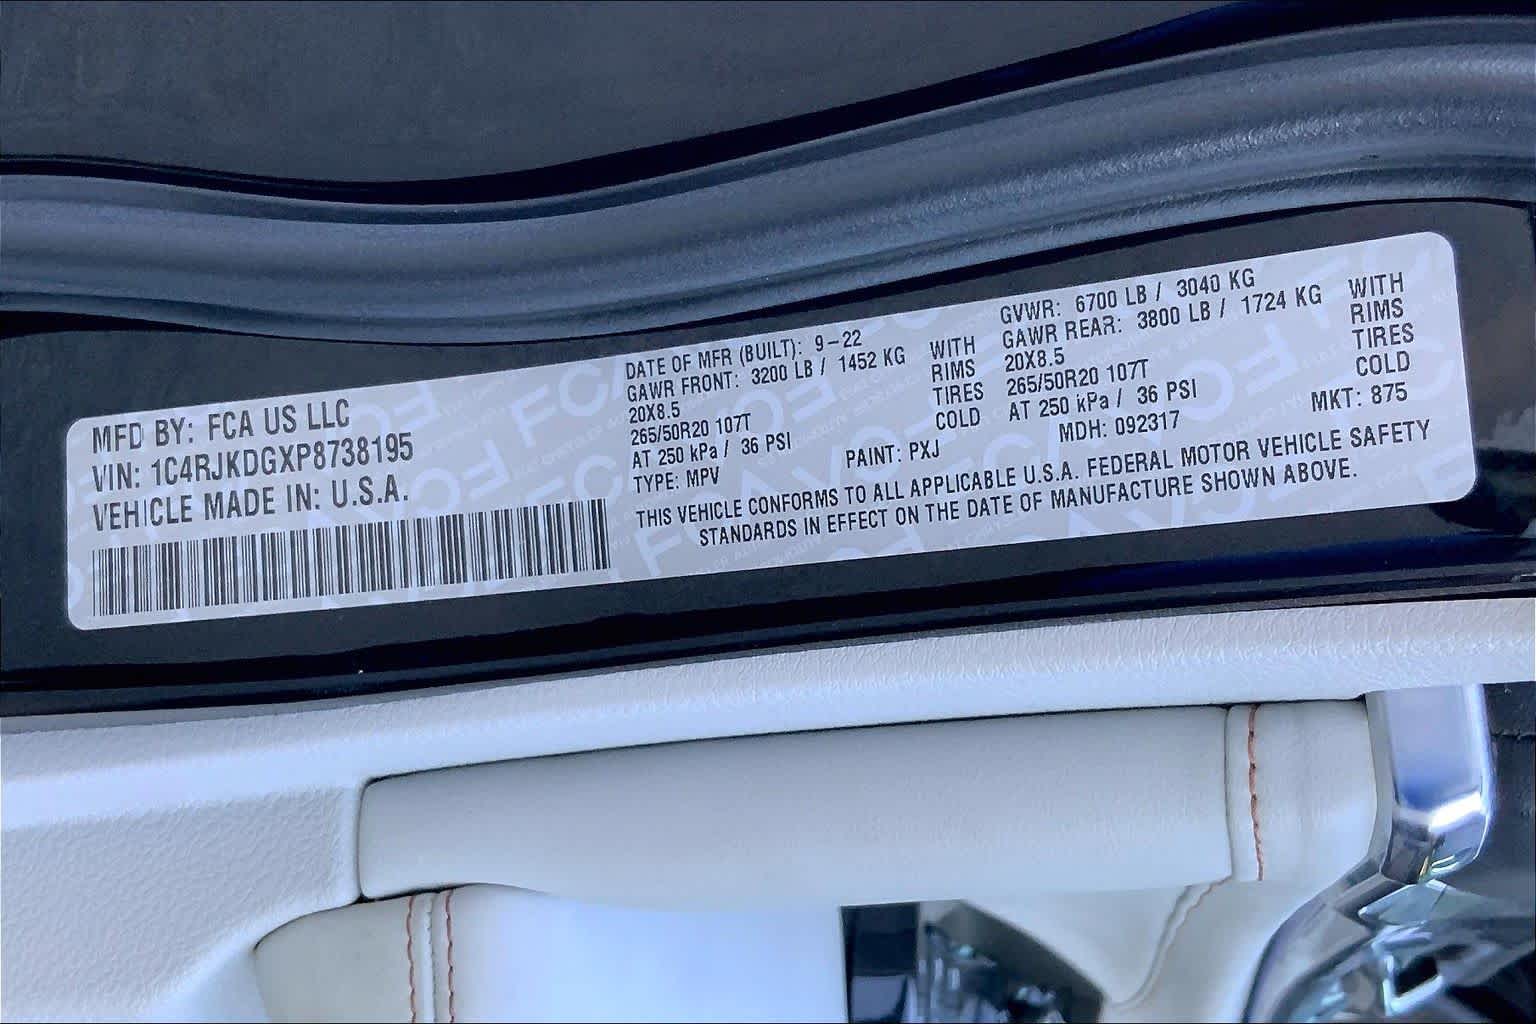 MFD BY: FCA US LLC
VIN: 1C4RJKDGXP8738195
VEHICLE MADE IN: U.S.A.
DATE OF MFR (BUILT): 9-22
GAWR FRONT: 3200 LB / 1452 KG
20X8.5
265/50R20 107T
AT 250 kPa / 36 PSI
TYPE: MPV
WITH
RIMS
TIRES
COLD
PAINT: PXJ
GVWR: 6700 LB / 3040 KG
GAWR REAR: 3800 LB / 1724 KG
20X8.5
265/50R20 107T
AT 250 kPa / 36 PSI
MDH: 092317
WITH
RIMS
TIRES
COLD
MKT: 875
THIS VEHICLE CONFORMS TO ALL APPLICABLE U.S.A. FEDERAL MOTOR VEHICLE SAFETY
STANDARDS IN EFFECT ON THE DATE OF MANUFACTURE SHOWN ABOVE.